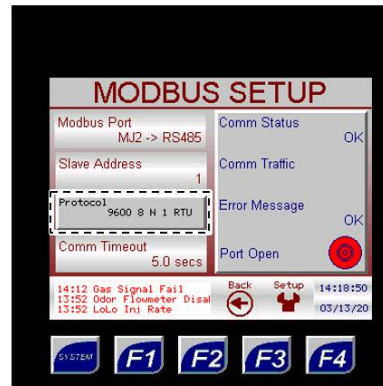 MODBUS SETUP
Modbus Port
MJ2 -> RS485
Slave Address
1
Protocol
9600 8 N 1 RTU
Comm Timeout
5.0 secs
Comm Status
OK
Comm Traffic
Error Message
OK
Port Open
14:12 Gas Signal Fail
13:52 Odor Flowmeter Disal
13:52 LoLo Inj Rate
Back
Setup
14:18:50
03/13/20
SYSTEM
F1
F2
F3
F4